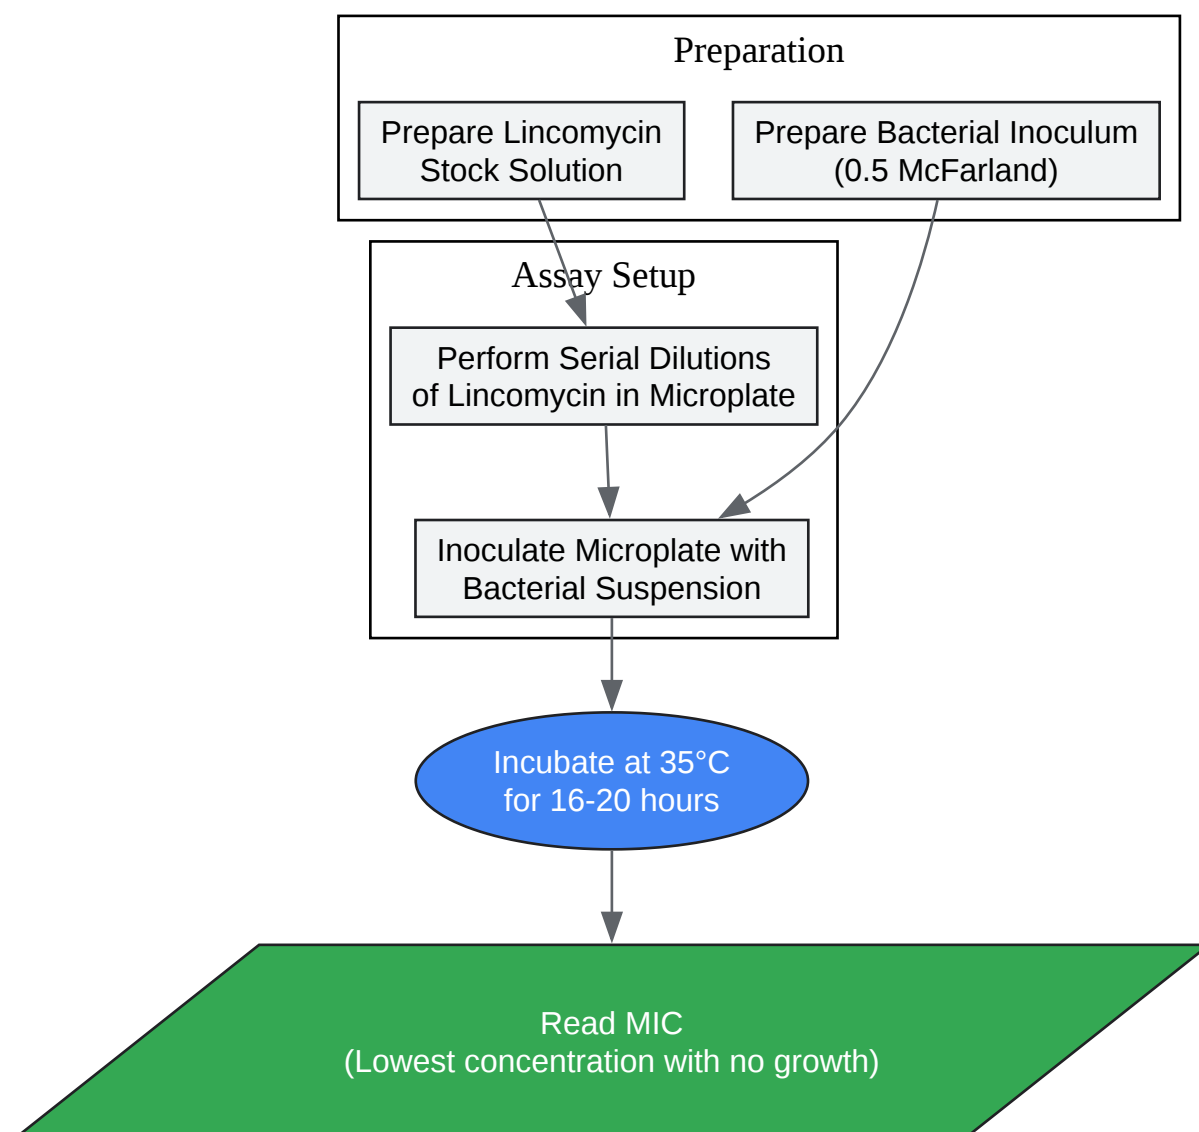 Preparation
Prepare Lincomycin
Stock Solution
Prepare Bacterial Inoculum
(0.5 McFarland)
Assay Setup
Perform Serial Dilutions
of Lincomycin in Microplate
Inoculate Microplate with
Bacterial Suspension
Incubate at 35°C
for 16-20 hours
Read MIC
(Lowest concentration with no growth)